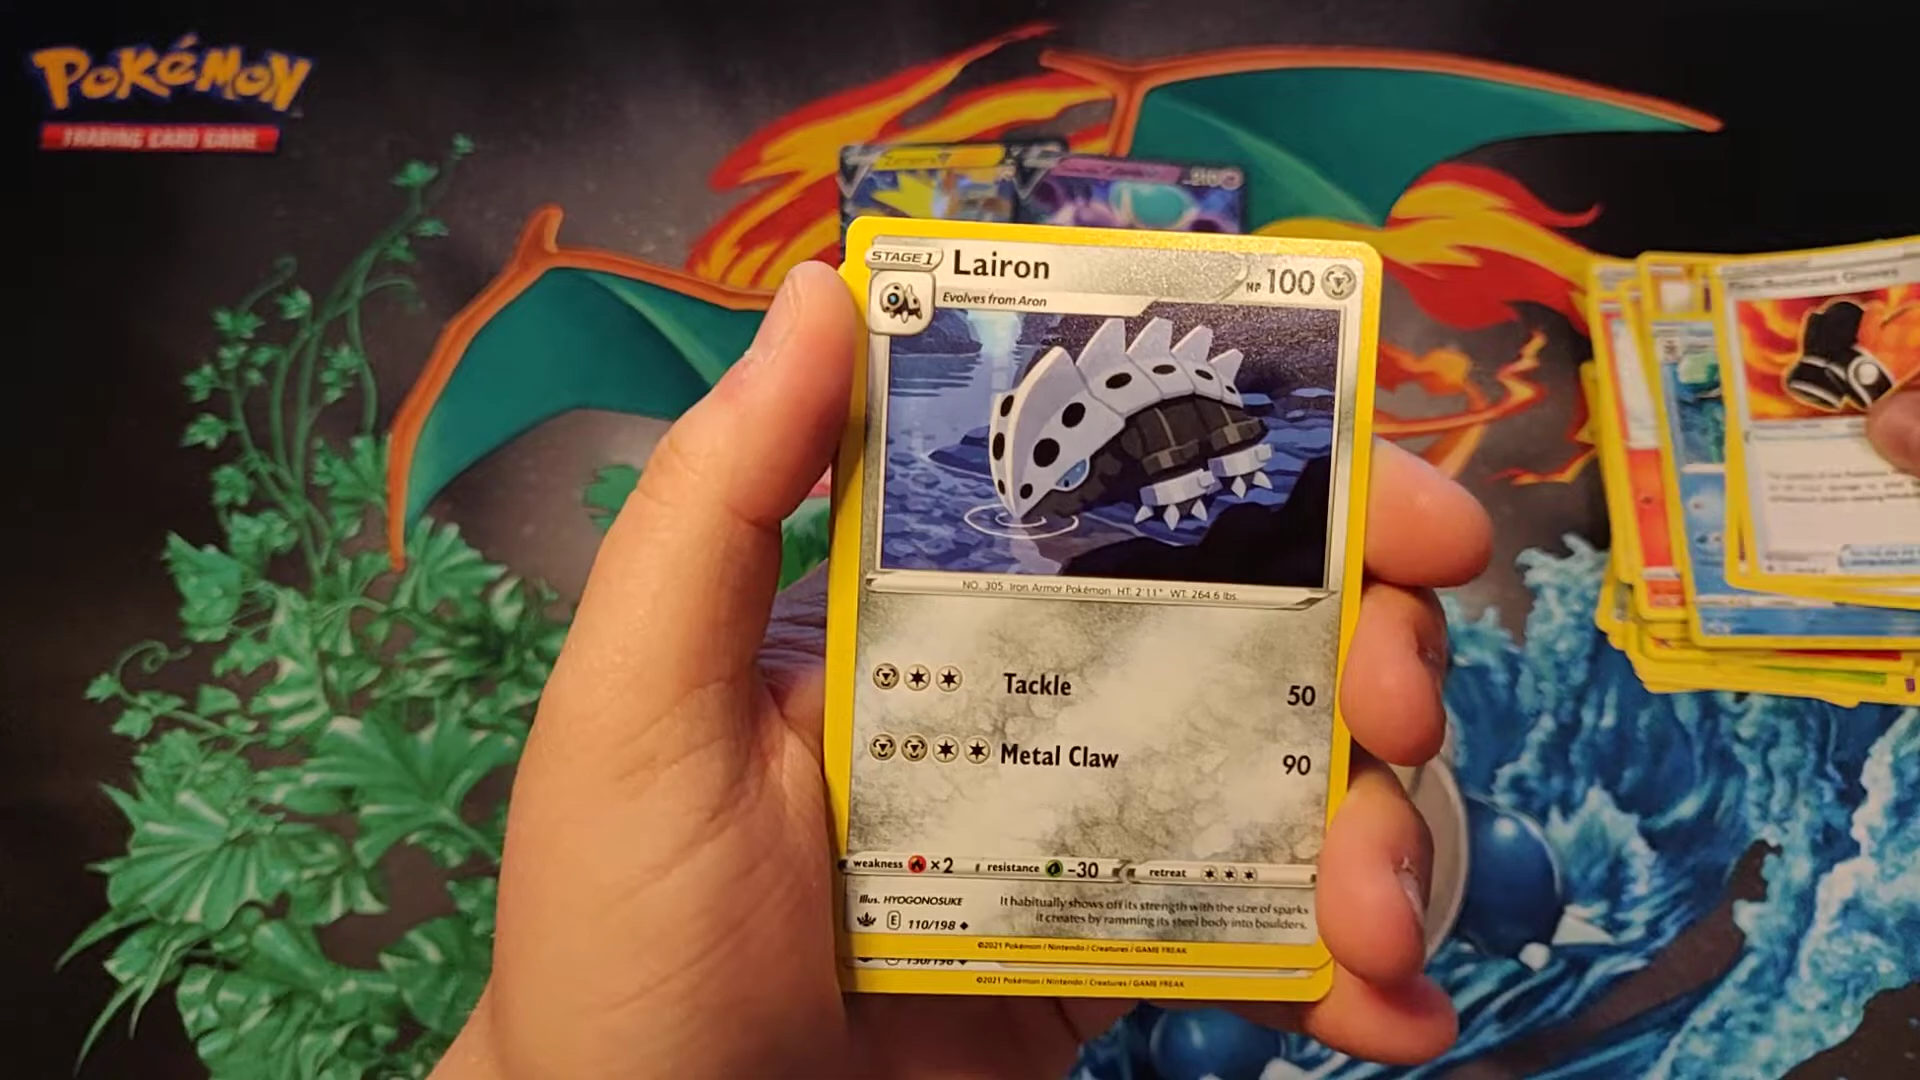 POKéMON
TRADING CARD GAME
STAGE 1
Lairon
HP 100
Evolves from Aron
NO. 305 Iron Armor Pokémon HT: 2'11" WT: 264.6 lbs.
Tackle 50
Metal Claw 90
weakness ×2 resistance -30 retreat
Illus. HYOGONOSUKE
It habitually shows off its strength with the size of sparks
it creates by ramming its steel body into boulders.
E 110/198
©2021 Pokémon / Nintendo / Creatures / GAME FREAK
©2021 Pokémon / Nintendo / Creatures / GAME FREAK